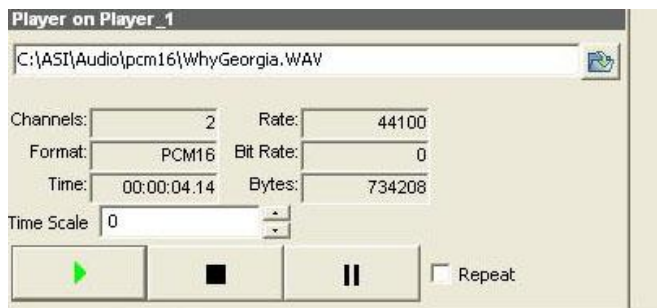 Player on Player_1
C:\ASI\Audio\pcm16\WhyGeorgia.WAV
Channels: 2 Rate: 44100
Format: PCM16 Bit Rate: 0
Time: 00:00:04.14 Bytes: 734208
Time Scale 0
Repeat